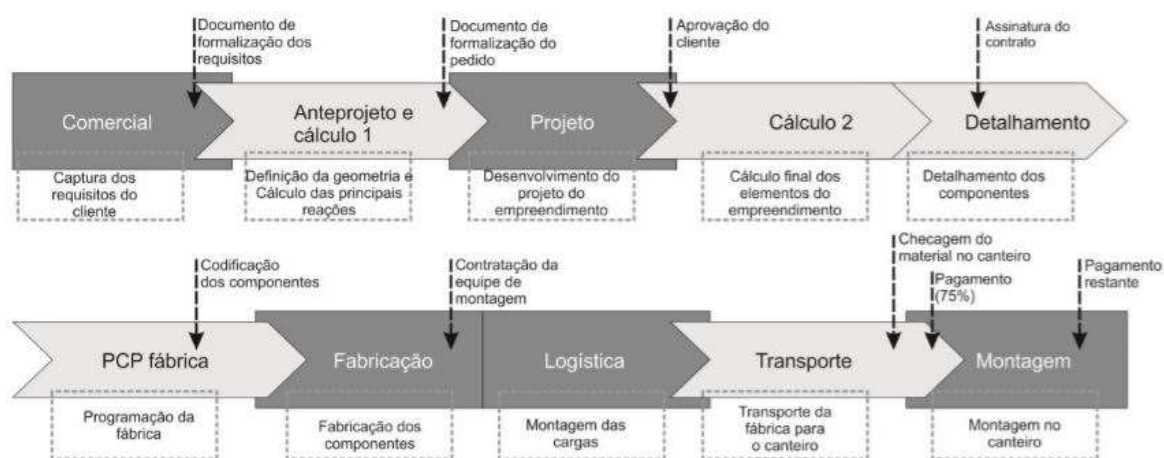 Documento de
formalização dos
requisitos
Documento de
formalização do
pedido
Aprovação do
cliente
Assinatura do
contrato
Comercial
Anteprojeto e
cálculo 1
Projeto
Cálculo 2
Detalhamento
Captura dos
requisitos do
cliente
Definição da geometria e
Cálculo das principais
reações
Desenvolvimento do
projeto do
empreendimento
Cálculo final dos
elementos do
empreendimento
Detalhamento dos
componentes
Codificação
dos componentes
Contratação da
equipe de
montagem
Checagem do
material no canteiro
Pagamento
(75%)
Pagamento
restante
PCP fábrica
Fabricação
Logística
Transporte
Montagem
Programação da
fábrica
Fabricação dos
componentes
Montagem das
cargas
Transporte da
fábrica para
o canteiro
Montagem no
canteiro